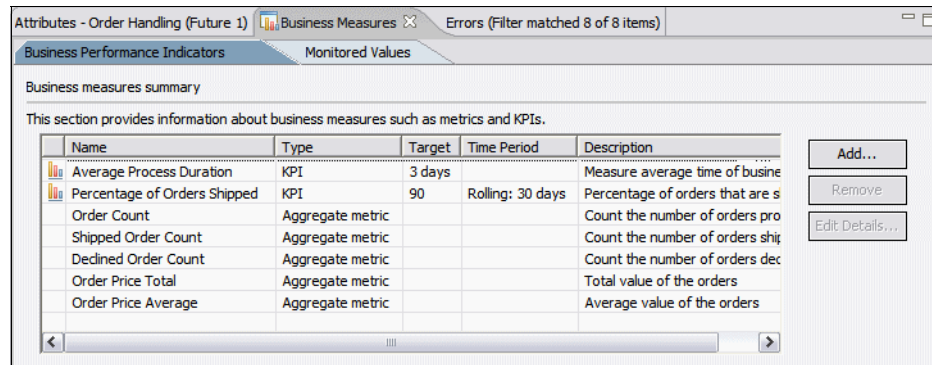 Attributes - Order Handling (Future 1) Business Measures Errors (Filter matched 8 of 8 items)
Business Performance Indicators Monitored Values
Business measures summary
This section provides information about business measures such as metrics and KPIs.
Name Type Target Time Period Description
Average Process Duration KPI 3 days Measure average time of busine
Percentage of Orders Shipped KPI 90 Rolling: 30 days Percentage of orders that are s
Order Count Aggregate metric Count the number of orders pro
Shipped Order Count Aggregate metric Count the number of orders ship
Declined Order Count Aggregate metric Count the number of orders dec
Order Price Total Aggregate metric Total value of the orders
Order Price Average Aggregate metric Average value of the orders
Add...
Remove
Edit Details...